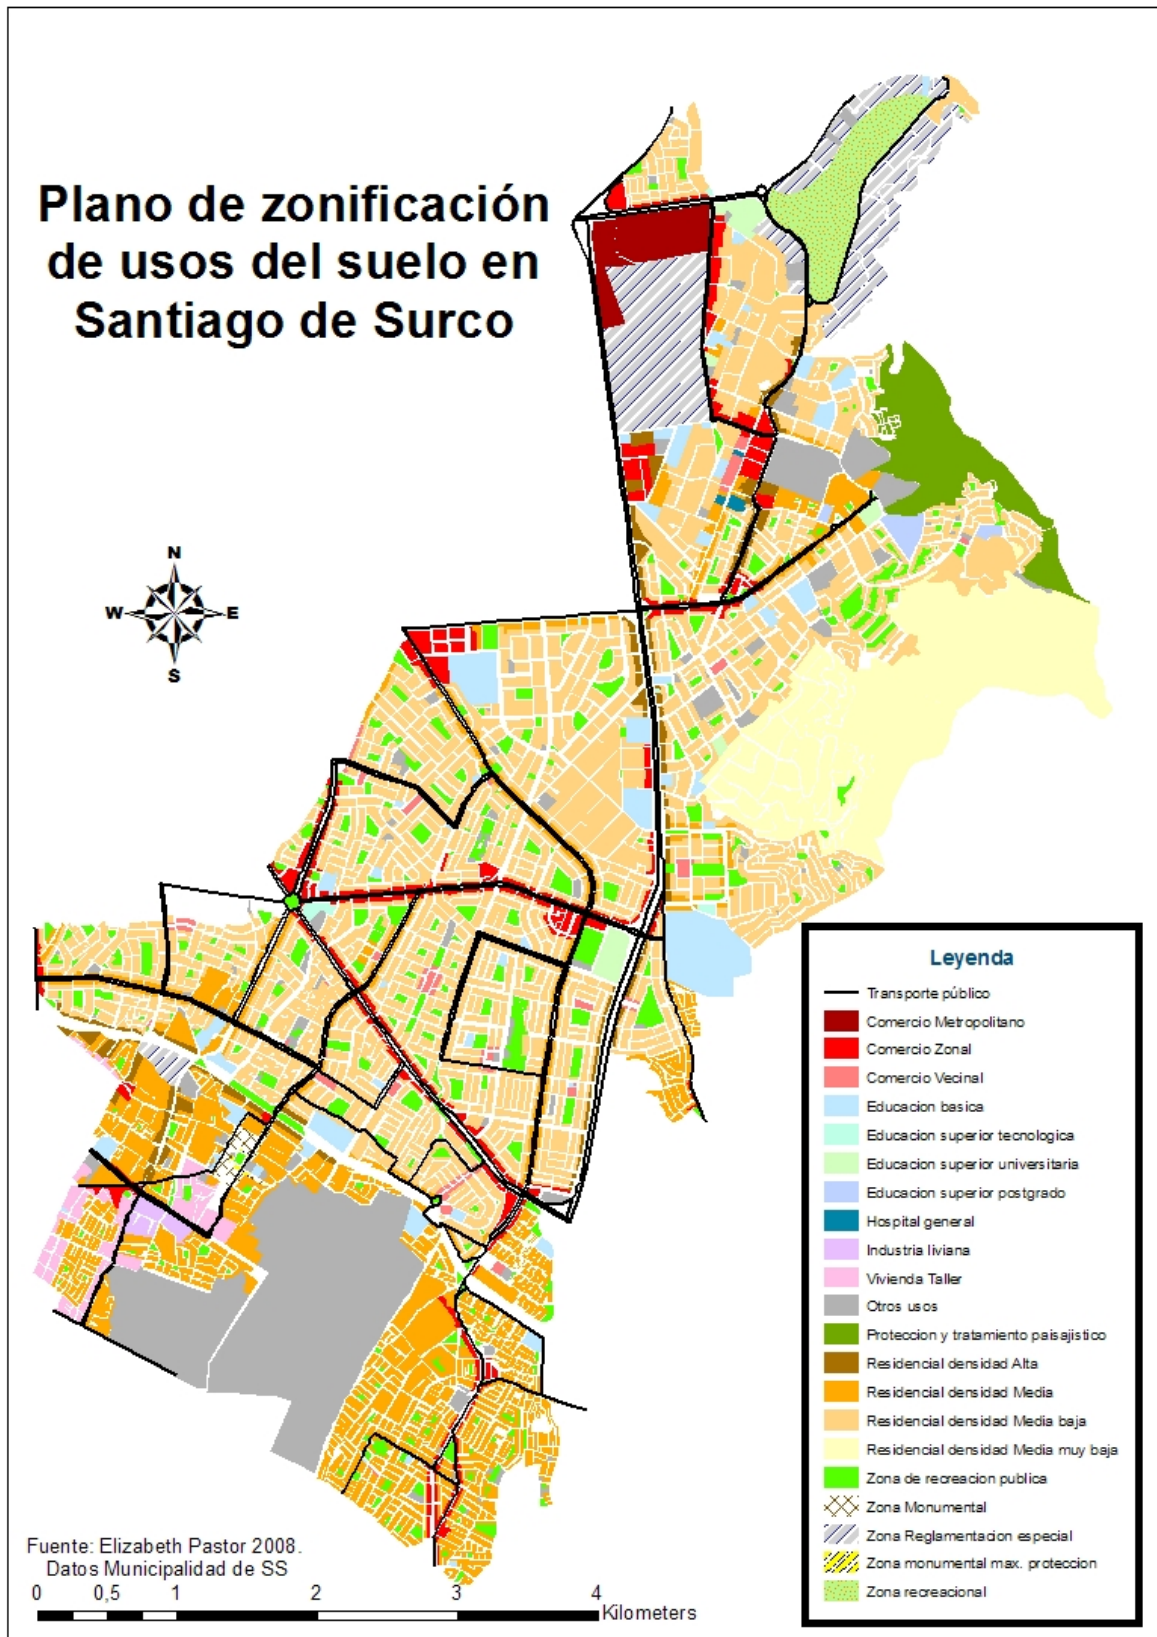 Plano de zonificación
de usos del suelo en
Santiago de Surco
N
W
E
S
Leyenda
Transporte público
Comercio Metropolitano
Comercio Zonal
Comercio Vecinal
Educacion basica
Educacion superior tecnologica
Educacion superior universitaria
Educacion superior postgrado
Hospital general
Industria liviana
Vivienda Taller
Otros usos
Proteccion y tratamiento paisajistico
Residencial densidad Alta
Residencial densidad Media
Residencial densidad Media baja
Residencial densidad Media muy baja
Zona de recreacion publica
Zona Monumental
Zona Reglamentacion especial
Zona monumental max. proteccion
Zona recreacional
Fuente: Elizabeth Pastor 2008.
Datos Municipalidad de SS
0 0,5 1 2 3 4
Kilometers